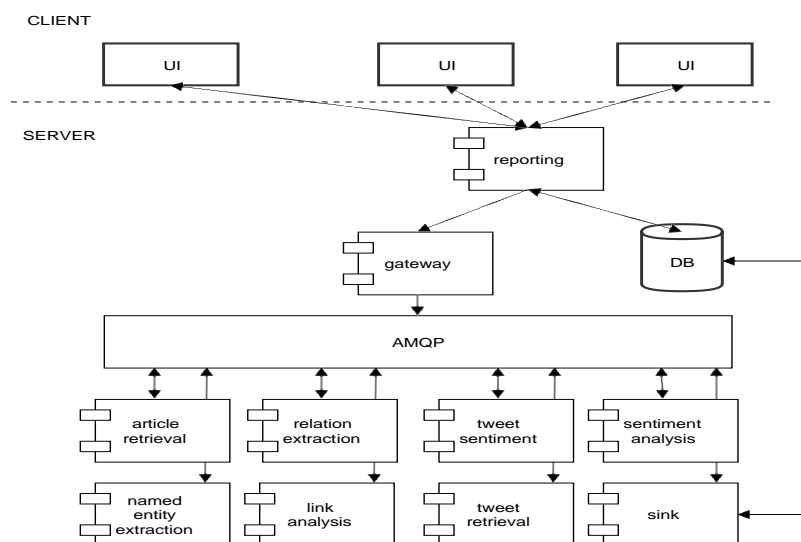 CLIENT
UI
UI
UI
SERVER
reporting
gateway
DB
AMQP
article
retrieval
relation
extraction
tweet
sentiment
sentiment
analysis
named
entity
extraction
link
analysis
tweet
retrieval
sink